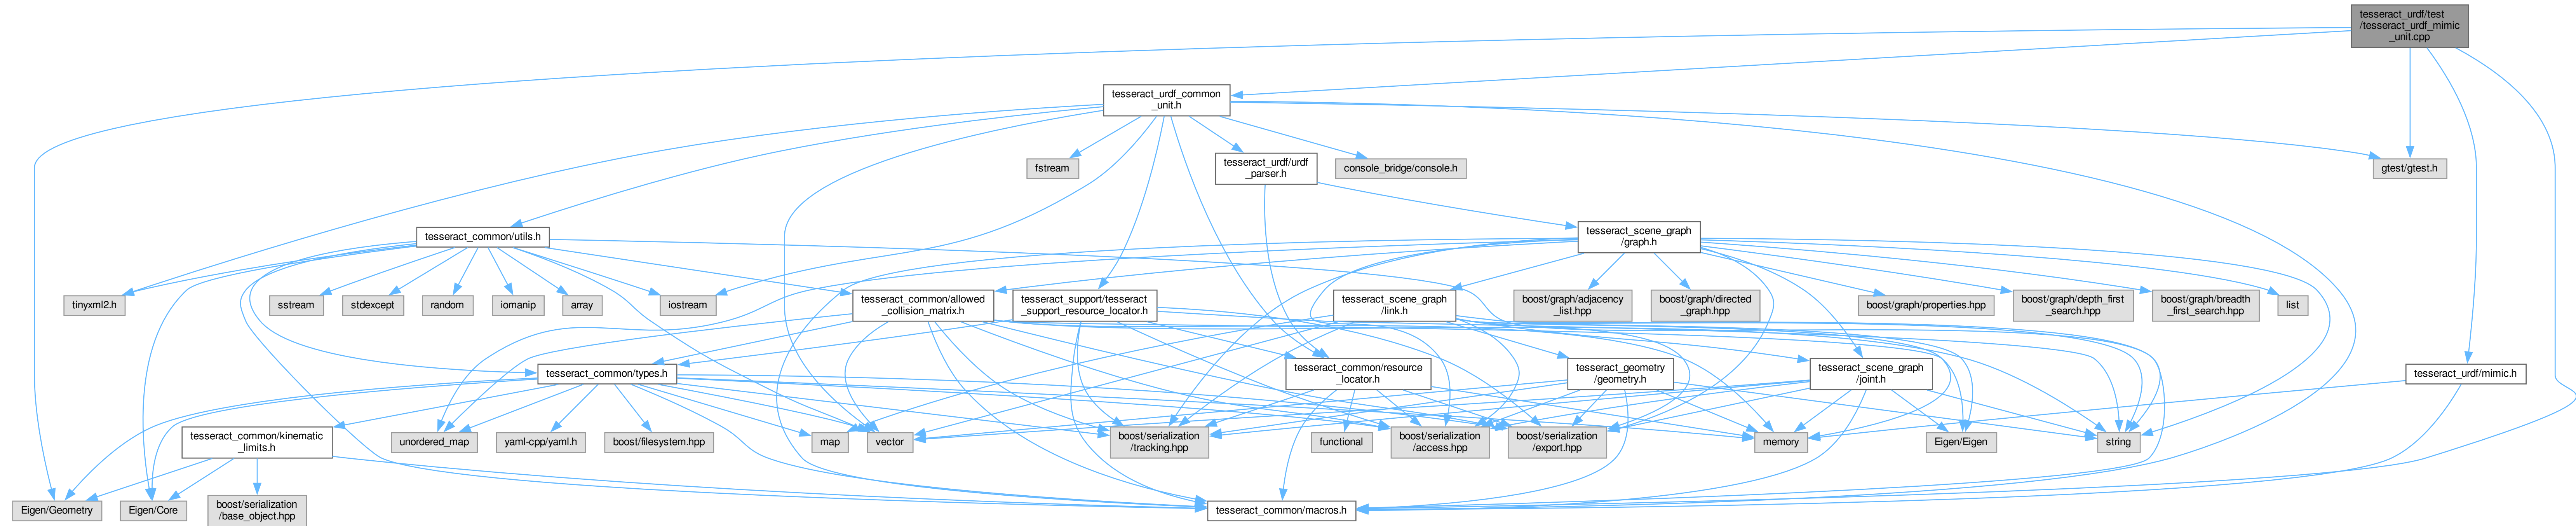 tesseract_urdf/test
/tesseract_urdf_mimic
_unit.cpp
tesseract_urdf_common
_unit.h
fstream
tesseract_urdf/urdf
_parser.h
console_bridge/console.h
gtest/gtest.h
tesseract_common/utils.h
tesseract_scene_graph
/graph.h
tinyxml2.h
sstream
stdexcept
random
iomanip
array
iostream
tesseract_common/allowed
_collision_matrix.h
tesseract_support/tesseract
_support_resource_locator.h
tesseract_scene_graph
/link.h
boost/graph/adjacency
_list.hpp
boost/graph/directed
_graph.hpp
boost/graph/properties.hpp
boost/graph/depth_first
_search.hpp
boost/graph/breadth
_first_search.hpp
list
tesseract_common/types.h
tesseract_common/resource
_locator.h
tesseract_geometry
/geometry.h
tesseract_scene_graph
/joint.h
tesseract_urdf/mimic.h
tesseract_common/kinematic
_limits.h
unordered_map
yaml-cpp/yaml.h
boost/filesystem.hpp
map
vector
boost/serialization
/tracking.hpp
functional
boost/serialization
/access.hpp
boost/serialization
/export.hpp
memory
Eigen/Eigen
string
Eigen/Geometry
Eigen/Core
boost/serialization
/base_object.hpp
tesseract_common/macros.h